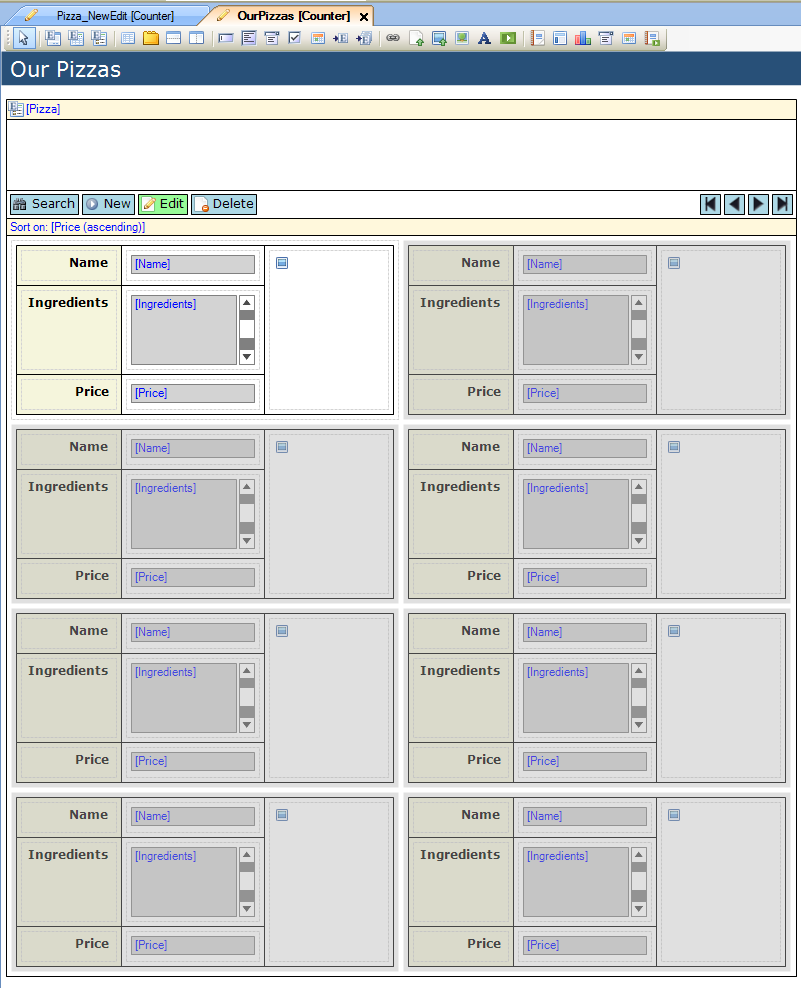 Pizza_NewEdit [Counter] OurPizzas [Counter]
Our Pizzas
[Pizza]
Search New Edit Delete
Sort on: [Price (ascending)]
Name [Name] Name [Name]
Ingredients [Ingredients] Ingredients [Ingredients]
Price [Price] Price [Price]
Name [Name] Name [Name]
Ingredients [Ingredients] Ingredients [Ingredients]
Price [Price] Price [Price]
Name [Name] Name [Name]
Ingredients [Ingredients] Ingredients [Ingredients]
Price [Price] Price [Price]
Name [Name] Name [Name]
Ingredients [Ingredients] Ingredients [Ingredients]
Price [Price] Price [Price]